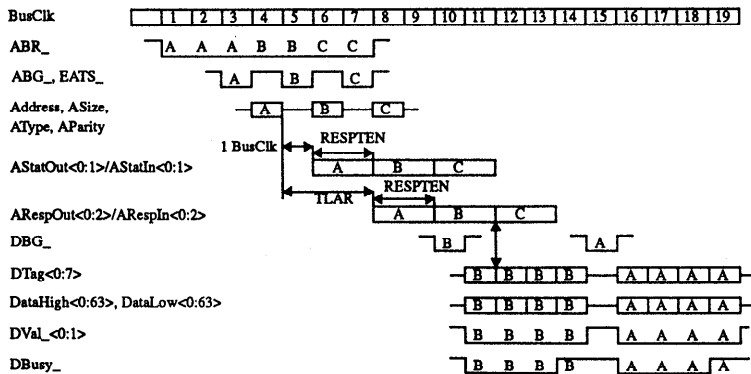 BusClk 1 2 3 4 5 6 7 8 9 10 11 12 13 14 15 16 17 18 19
ABR_ A A A B B C C
ABG_, EATS_ A B C
Address, ASize, A B C
AType, AParity
1 BusClk RESPTEN
AStatOut<0:1>/AStatIn<0:1> A B C
TLAR RESPTEN
ARespOut<0:2>/ARespIn<0:2> A B C
DBG_ B A
DTag<0:7> B B B B A A A A
DataHigh<0:63>, DataLow<0:63> B B B B A A A A
DVal_<0:1> B B B B A A A A
DBusy_ B B B B A A A A